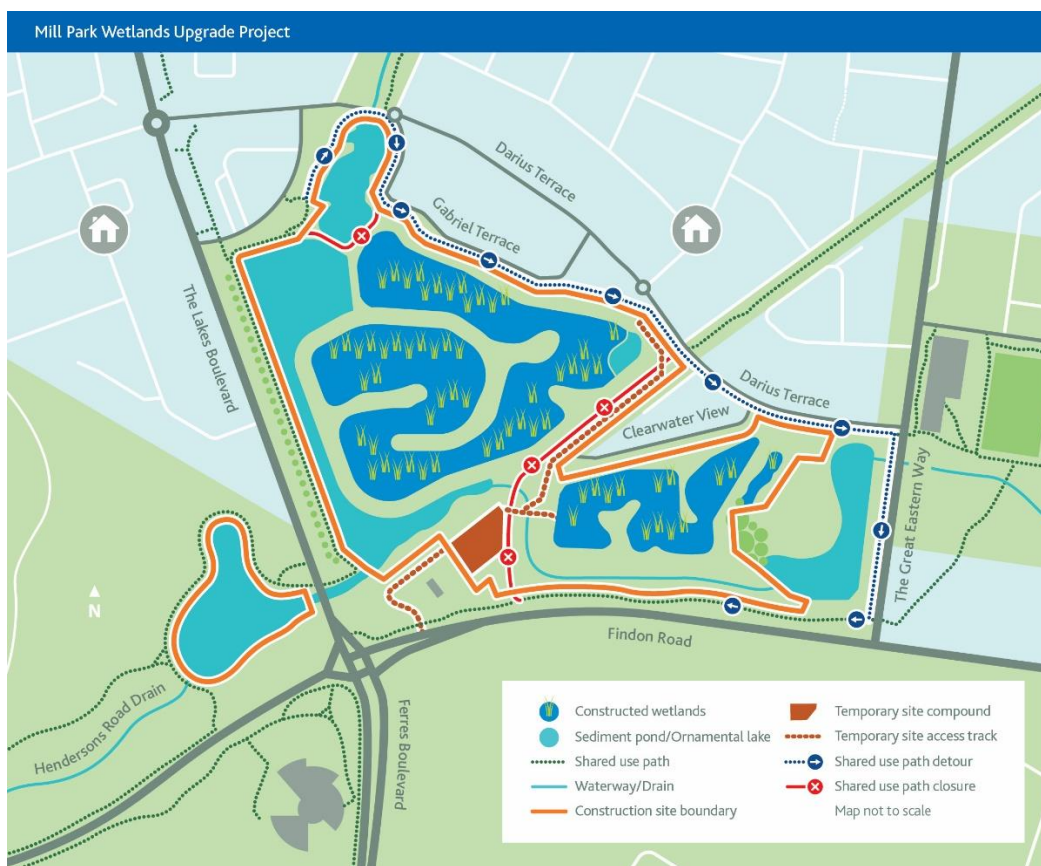 Mill Park Wetlands Upgrade Project
Darius Terrace
Gabriel Terrace
The Lakes Boulevard
Darius Terrace
Clearwater View
The Great Eastern Way
N
Findon Road
Hendersons Road Drain
Ferres Boulevard
Constructed wetlands
Sediment pond/Ornamental lake
Shared use path
Waterway/Drain
Construction site boundary
Temporary site compound
Temporary site access track
Shared use path detour
Shared use path closure
Map not to scale